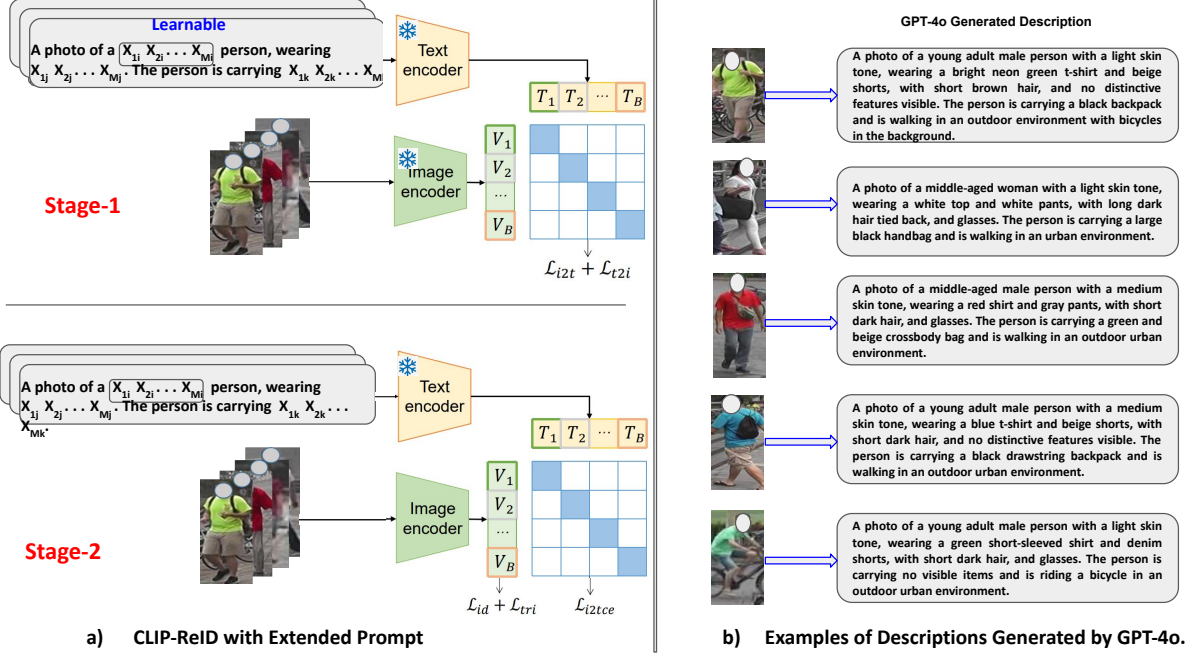 Learnable
A photo of a X1i X2i . . . XMi person, wearing
X1j X2j . . . XMj . The person is carrying X1k X2k . . . XM
Text
encoder
T1 T2 ... TB
Image
encoder
V1
V2
...
VB
Stage-1
ℒi2t + ℒt2i
A photo of a X1i X2i . . . XMi person, wearing
X1j X2j . . . XMj . The person is carrying X1k X2k . . .
XMk.
Text
encoder
T1 T2 ... TB
Image
encoder
V1
V2
...
VB
Stage-2
ℒid + ℒtri
ℒi2tce
a) CLIP-ReID with Extended Prompt
GPT-4o Generated Description
A photo of a young adult male person with a light skin
tone, wearing a bright neon green t-shirt and beige
shorts, with short brown hair, and no distinctive
features visible. The person is carrying a black backpack
and is walking in an outdoor environment with bicycles
in the background.
A photo of a middle-aged woman with a light skin tone,
wearing a white top and white pants, with long dark
hair tied back, and glasses. The person is carrying a large
black handbag and is walking in an urban environment.
A photo of a middle-aged male person with a medium
skin tone, wearing a red shirt and gray pants, with short
dark hair, and glasses. The person is carrying a green and
beige crossbody bag and is walking in an outdoor urban
environment.
A photo of a young adult male person with a medium
skin tone, wearing a blue t-shirt and beige shorts, with
short dark hair, and no distinctive features visible. The
person is carrying a black drawstring backpack and is
walking in an outdoor urban environment.
A photo of a young adult male person with a light skin
tone, wearing a green short-sleeved shirt and denim
shorts, with short dark hair, and glasses. The person is
carrying no visible items and is riding a bicycle in an
outdoor urban environment.
b) Examples of Descriptions Generated by GPT-4o.